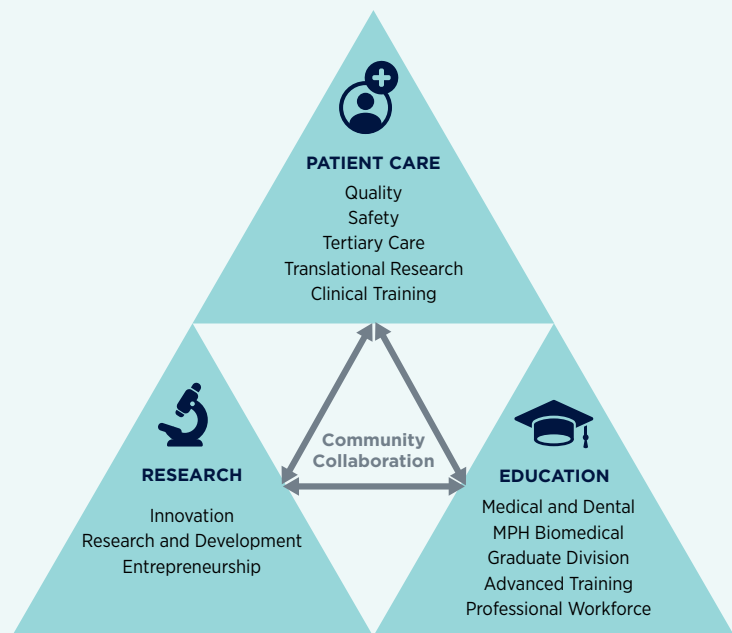 PATIENT CARE
Quality
Safety
Tertiary Care
Translational Research
Clinical Training
Community
Collaboration
RESEARCH
Innovation
Research and Development
Entrepreneurship
EDUCATION
Medical and Dental
MPH Biomedical
Graduate Division
Advanced Training
Professional Workforce